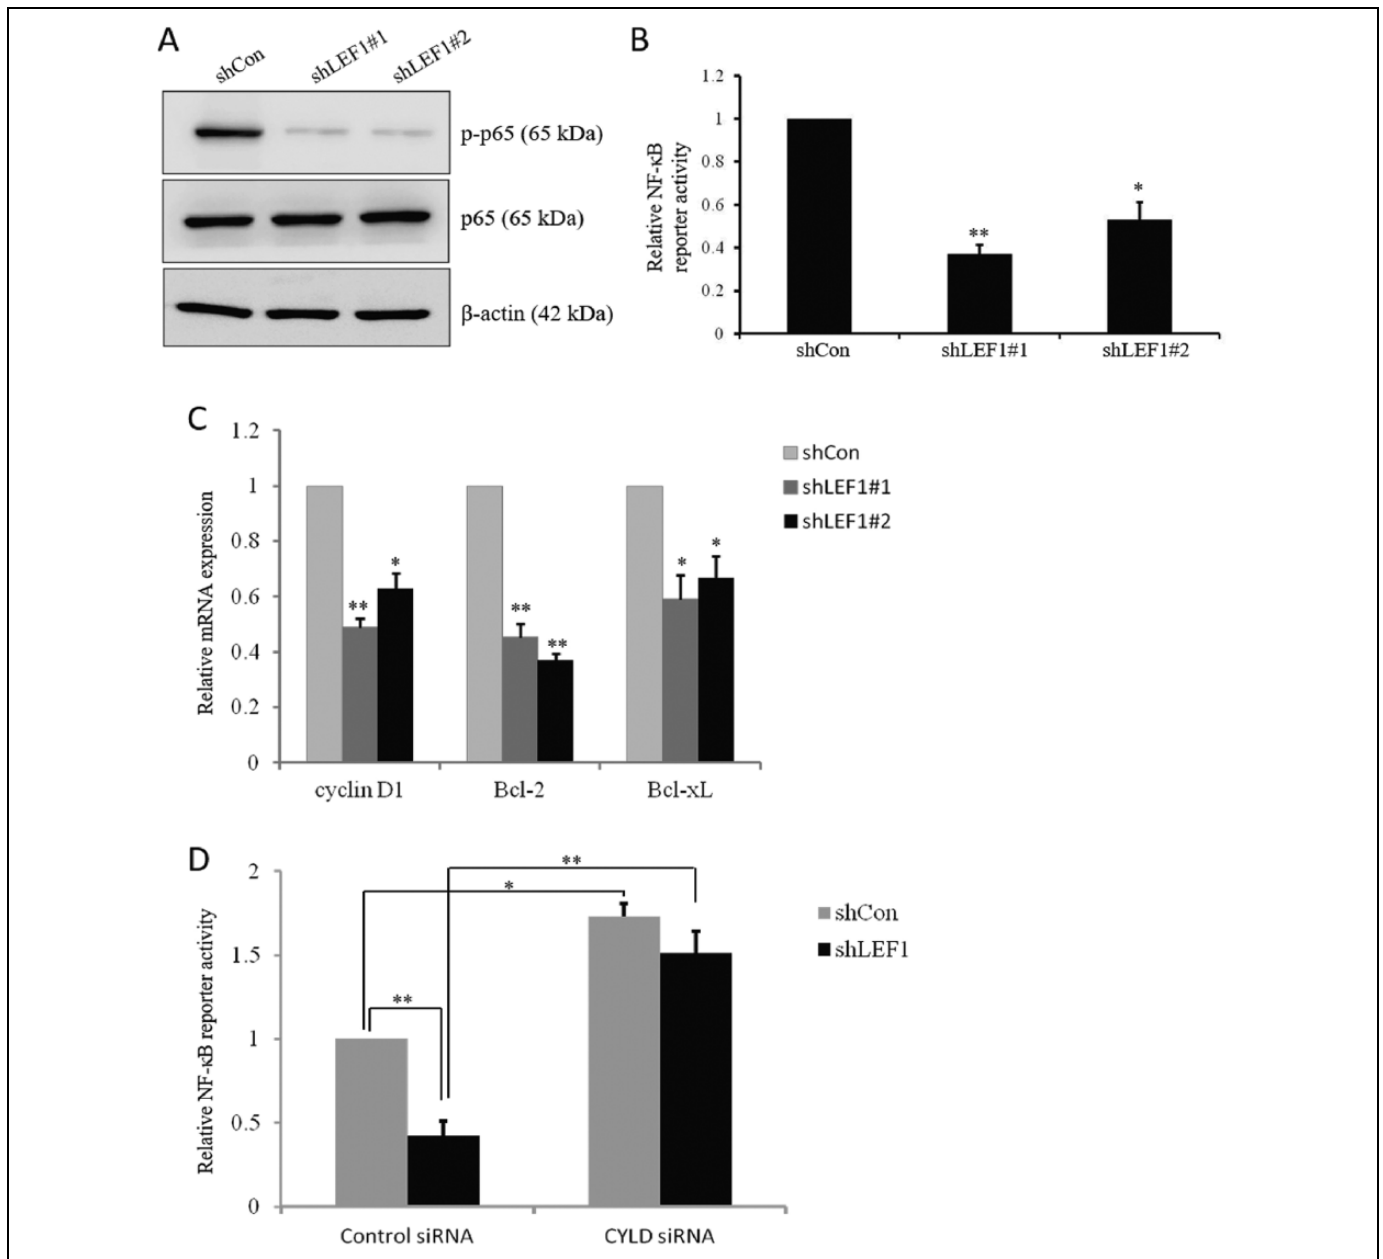 A
shCon
shLEF1#1
shLEF1#2
p-p65 (65 kDa)
p65 (65 kDa)
β-actin (42 kDa)
B
Relative NF-κB
reporter activity
1.2
1
0.8
0.6
0.4
0.2
0
**
*
shCon
shLEF1#1
shLEF1#2
C
Relative mRNA expression
1.2
1
0.8
0.6
0.4
0.2
0
**
*
**
**
*
*
cyclin D1
Bcl-2
Bcl-xL
shCon
shLEF1#1
shLEF1#2
D
Relative NF-κB reporter activity
2
1.5
1
0.5
0
**
*
**
Control siRNA
CYLD siRNA
shCon
shLEF1